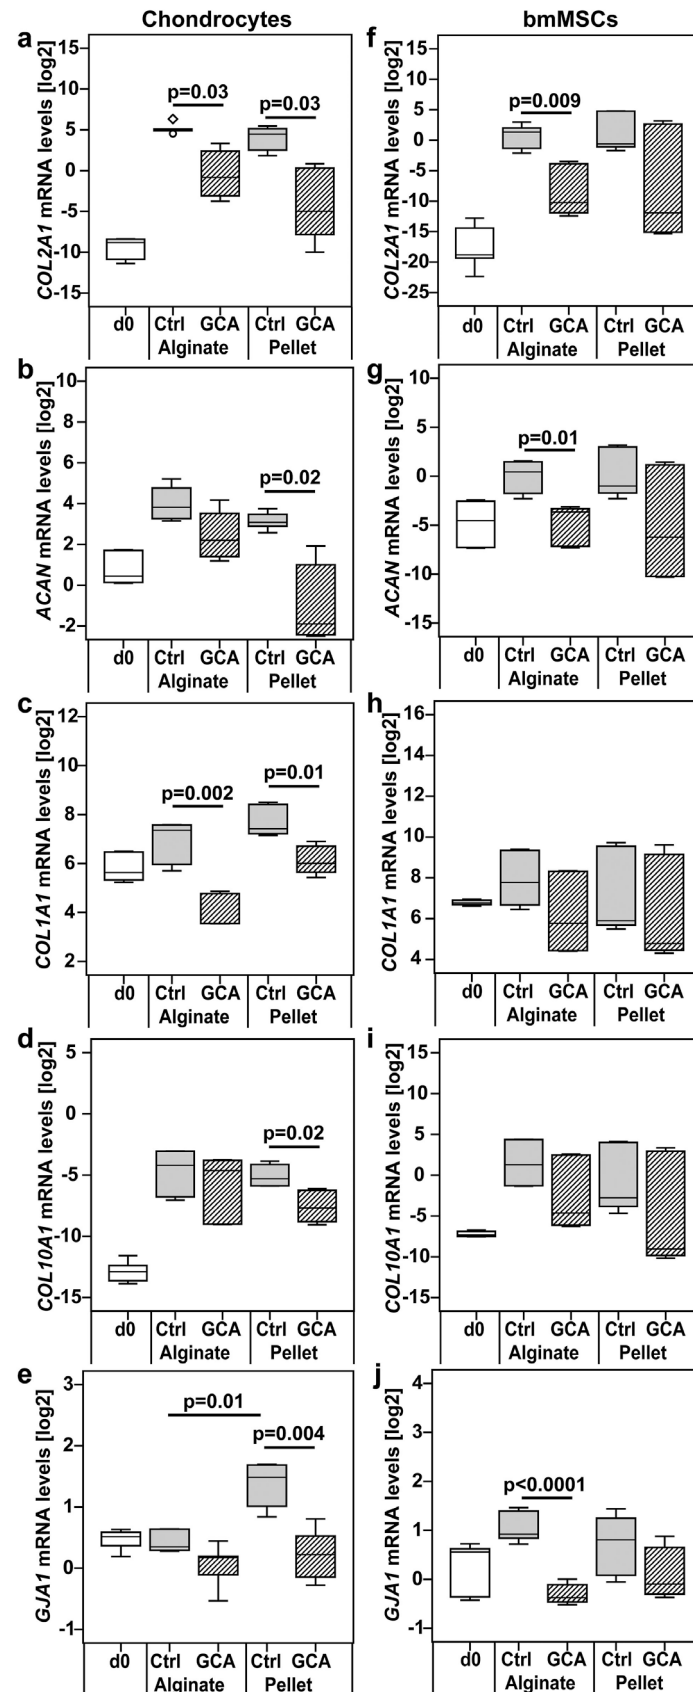 Chondrocytes
bmMSCs
a
COL2A1 mRNA levels [log2]
15
10
5
0
-5
-10
-15
p=0.03
p=0.03
d0 Ctrl GCA Ctrl GCA
Alginate Pellet
f
COL2A1 mRNA levels [log2]
15
10
5
0
-5
-10
-15
-20
-25
p=0.009
d0 Ctrl GCA Ctrl GCA
Alginate Pellet
b
ACAN mRNA levels [log2]
10
8
6
4
2
0
-2
p=0.02
d0 Ctrl GCA Ctrl GCA
Alginate Pellet
g
ACAN mRNA levels [log2]
10
5
0
-5
-10
-15
p=0.01
d0 Ctrl GCA Ctrl GCA
Alginate Pellet
c
COL1A1 mRNA levels [log2]
12
10
8
6
4
2
p=0.002
p=0.01
d0 Ctrl GCA Ctrl GCA
Alginate Pellet
h
COL1A1 mRNA levels [log2]
16
14
12
10
8
6
4
d0 Ctrl GCA Ctrl GCA
Alginate Pellet
d
COL10A1 mRNA levels [log2]
5
0
-5
-10
-15
p=0.02
d0 Ctrl GCA Ctrl GCA
Alginate Pellet
i
COL10A1 mRNA levels [log2]
15
10
5
0
-5
-10
-15
d0 Ctrl GCA Ctrl GCA
Alginate Pellet
e
GJA1 mRNA levels [log2]
3
2
1
0
-1
p=0.01
p=0.004
d0 Ctrl GCA Ctrl GCA
Alginate Pellet
j
GJA1 mRNA levels [log2]
4
3
2
1
0
-1
p<0.0001
d0 Ctrl GCA Ctrl GCA
Alginate Pellet